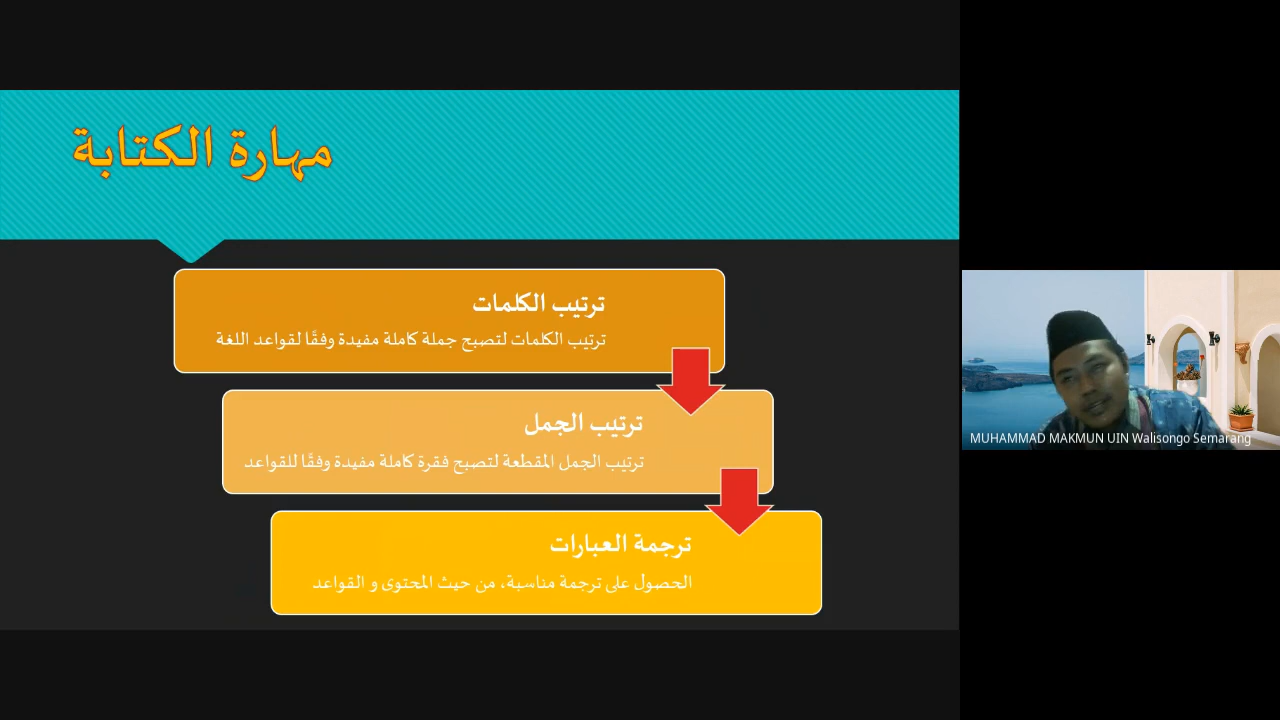 مهارة الكتابة
ترتيب الكلمات
ترتيب الكلمات لتصبح جملة كاملة مفيدة وفقًا لقواعد اللغة
ترتيب الجمل
ترتيب الجمل المقطعة لتصبح فقرة كاملة مفيدة وفقًا للقواعد
ترجمة العبارات
الحصول على ترجمة مناسبة، من حيث المحتوى و القواعد
MUHAMMAD MAKMUN UIN Walisongo Semarang